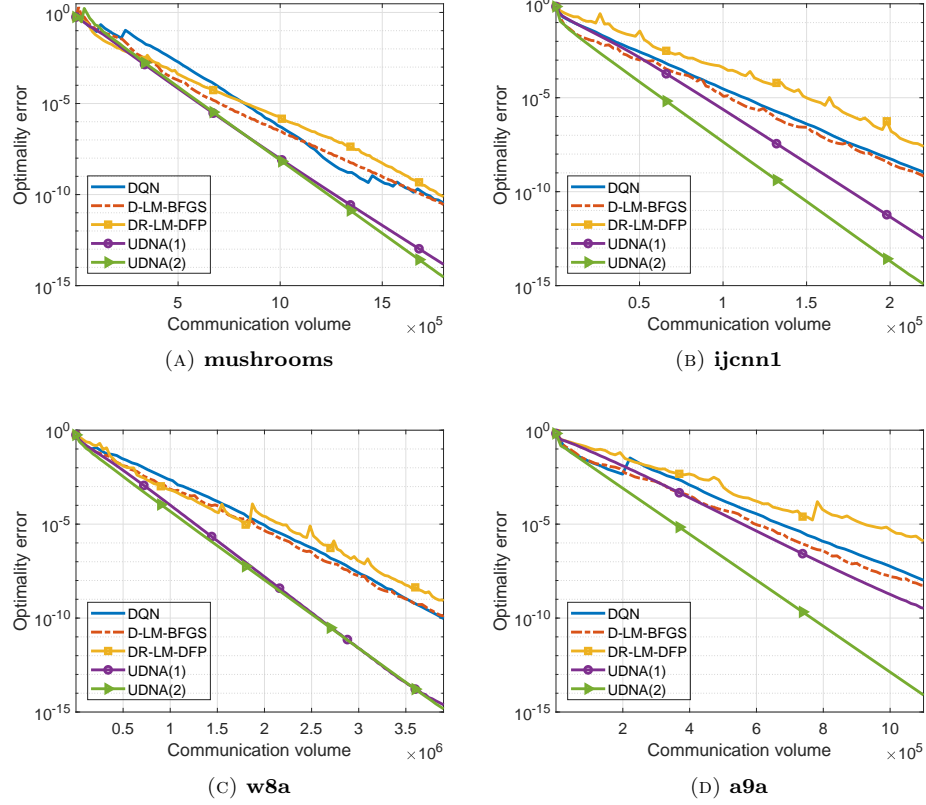 Optimality error
10^0
10^-5
10^-10
10^-15
DQN
D-LM-BFGS
DR-LM-DFP
UDNA(1)
UDNA(2)
5 10 15
Communication volume
×10^5
(A) mushrooms
Optimality error
10^0
10^-5
10^-10
10^-15
DQN
D-LM-BFGS
DR-LM-DFP
UDNA(1)
UDNA(2)
0.5 1 1.5 2
Communication volume
×10^5
(B) ijcnn1
Optimality error
10^0
10^-5
10^-10
10^-15
DQN
D-LM-BFGS
DR-LM-DFP
UDNA(1)
UDNA(2)
0.5 1 1.5 2 2.5 3 3.5
Communication volume
×10^6
(C) w8a
Optimality error
10^0
10^-5
10^-10
10^-15
DQN
D-LM-BFGS
DR-LM-DFP
UDNA(1)
UDNA(2)
2 4 6 8 10
Communication volume
×10^5
(D) a9a